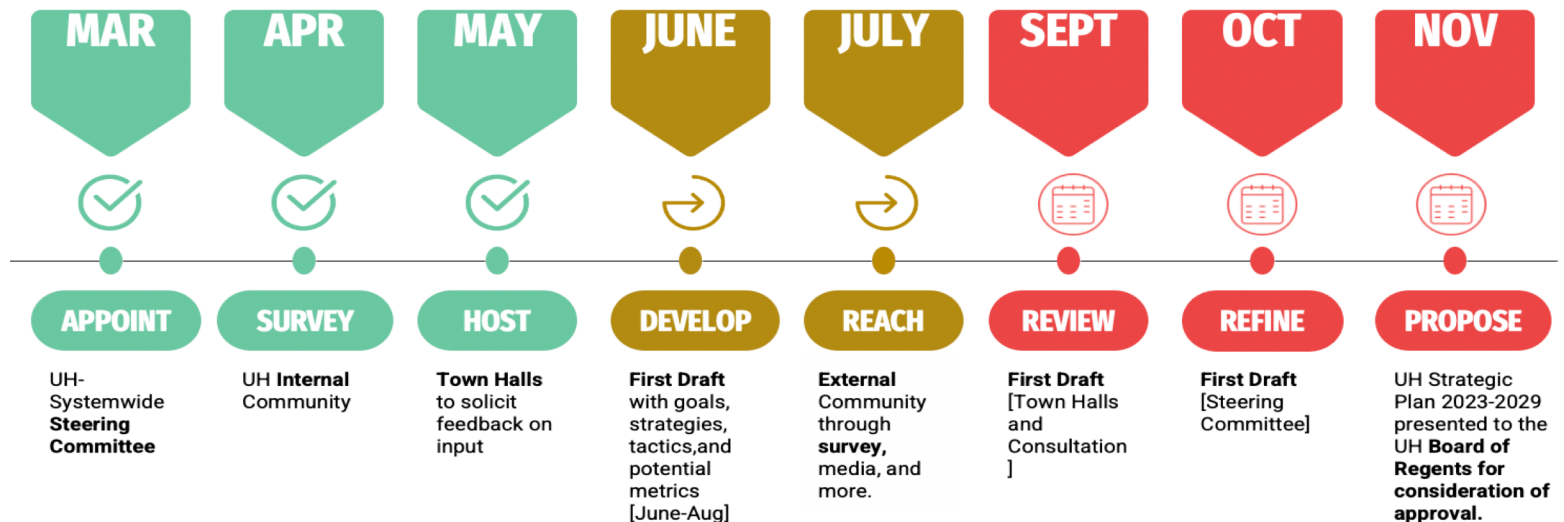 MAR
APR
MAY
JUNE
JULY
SEPT
OCT
NOV
APPOINT
SURVEY
HOST
DEVELOP
REACH
REVIEW
REFINE
PROPOSE
UH-
Systemwide
Steering
Committee
UH Internal
Community
Town Halls
to solicit
feedback on
input
First Draft
with goals,
strategies,
tactics,and
potential
metrics
[June-Aug]
External
Community
through
survey,
media, and
more.
First Draft
[Town Halls
and
Consultation
]
First Draft
[Steering
Committee]
UH Strategic
Plan 2023-2029
presented to the
UH Board of
Regents for
consideration of
approval.